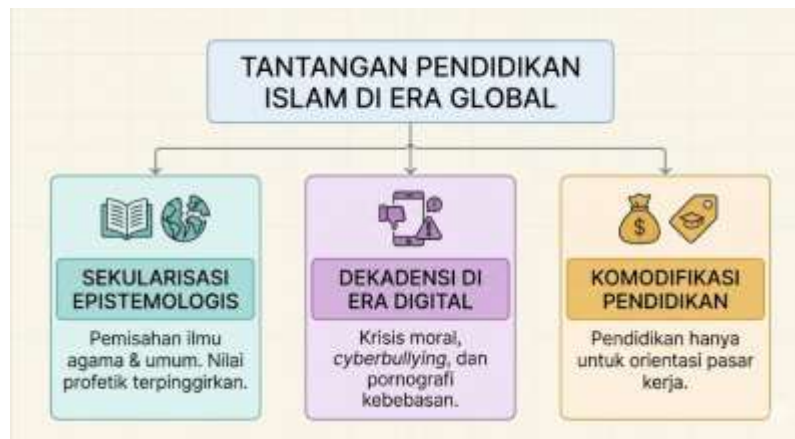 TANTANGAN PENDIDIKAN
ISLAM DI ERA GLOBAL
SEKULARISASI
EPISTEMOLOGIS
Pemisahan ilmu
agama & umum. Nilai
profetik terpinggirkan.
DEKADENSI DI
ERA DIGITAL
Krisis moral,
cyberbullying, dan
pornografi
kebebasan.
KOMODIFIKASI
PENDIDIKAN
Pendidikan hanya
untuk orientasi pasar
kerja.